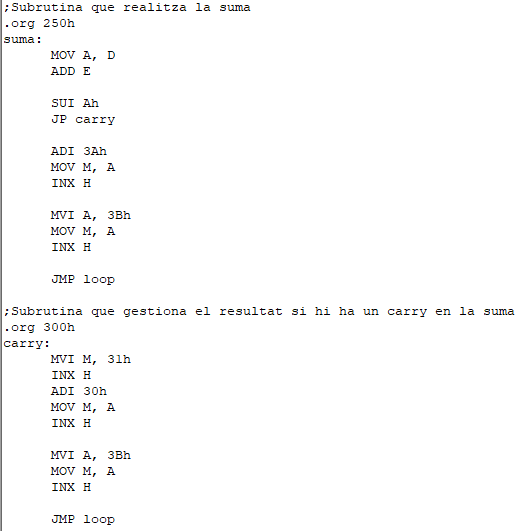 ;Subrutina que realitza la suma
.org 250h
suma:
MOV A, D
ADD E
SUI Ah
JP carry
ADI 3Ah
MOV M, A
INX H
MVI A, 3Bh
MOV M, A
INX H
JMP loop
;Subrutina que gestiona el resultat si hi ha un carry en la suma
.org 300h
carry:
MVI M, 31h
INX H
ADI 30h
MOV M, A
INX H
MVI A, 3Bh
MOV M, A
INX H
JMP loop